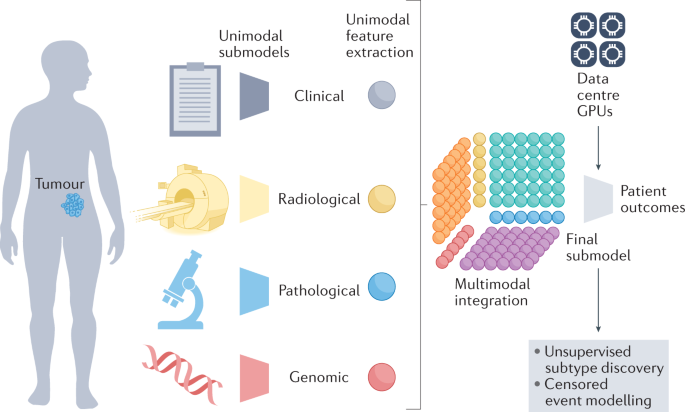 Unimodal
submodels
Unimodal
feature
extraction
Clinical
Tumour
Radiological
Pathological
Genomic
Multimodal
integration
Data
centre
GPUs
Patient
outcomes
Final
submodel
• Unsupervised
subtype discovery
• Censored
event modelling